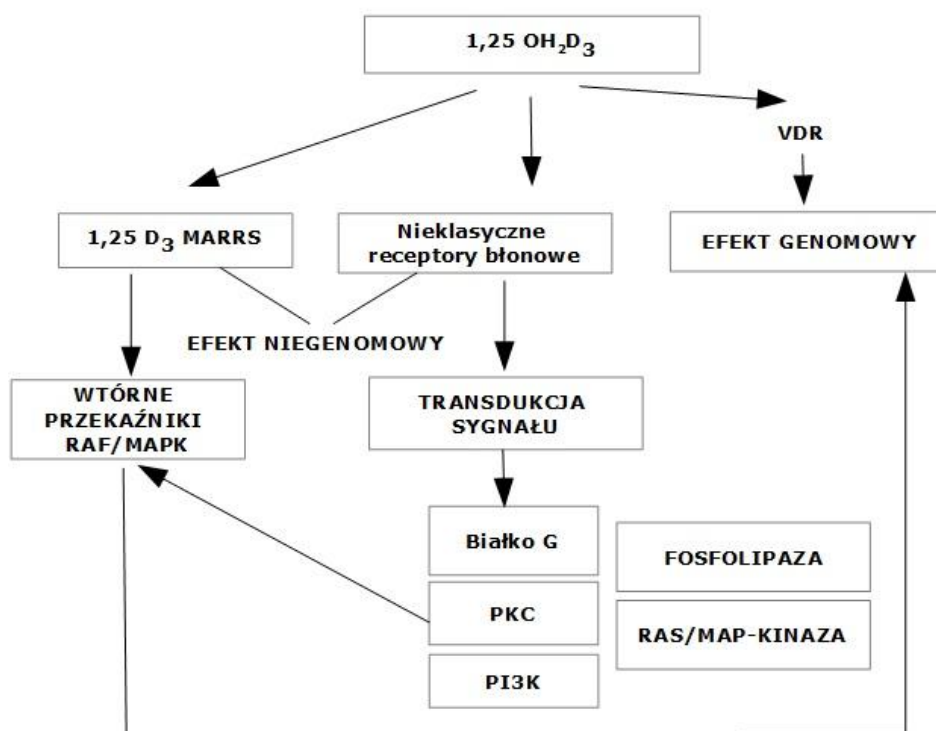 1,25 OH₂D₃
VDR
1,25 D₃ MARRS
Nieklasyczne
receptory błonowe
EFEKT GENOMOWY
EFEKT NIEGENOMOWY
WTÓRNE
PRZEKAŹNIKI
RAF/MAPK
TRANSDUKCJA
SYGNAŁU
Białko G
FOSFOLIPAZA
PKC
RAS/MAP-KINAZA
PI3K